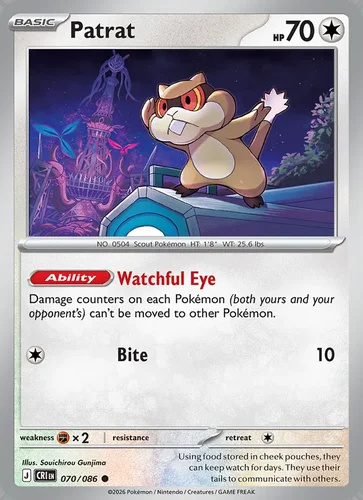 BASIC
Patrat
HP 70
NO. 0504 Scout Pokémon HT: 1'8" WT: 25.6 lbs.
Ability Watchful Eye
Damage counters on each Pokémon (both yours and your
opponent's) can't be moved to other Pokémon.
Bite 10
weakness ×2 resistance retreat
Illus. Souichirou Gunjima
J CRI EN 070/086
Using food stored in cheek pouches, they
can keep watch for days. They use their
tails to communicate with others.
©2026 Pokémon / Nintendo / Creatures / GAME FREAK